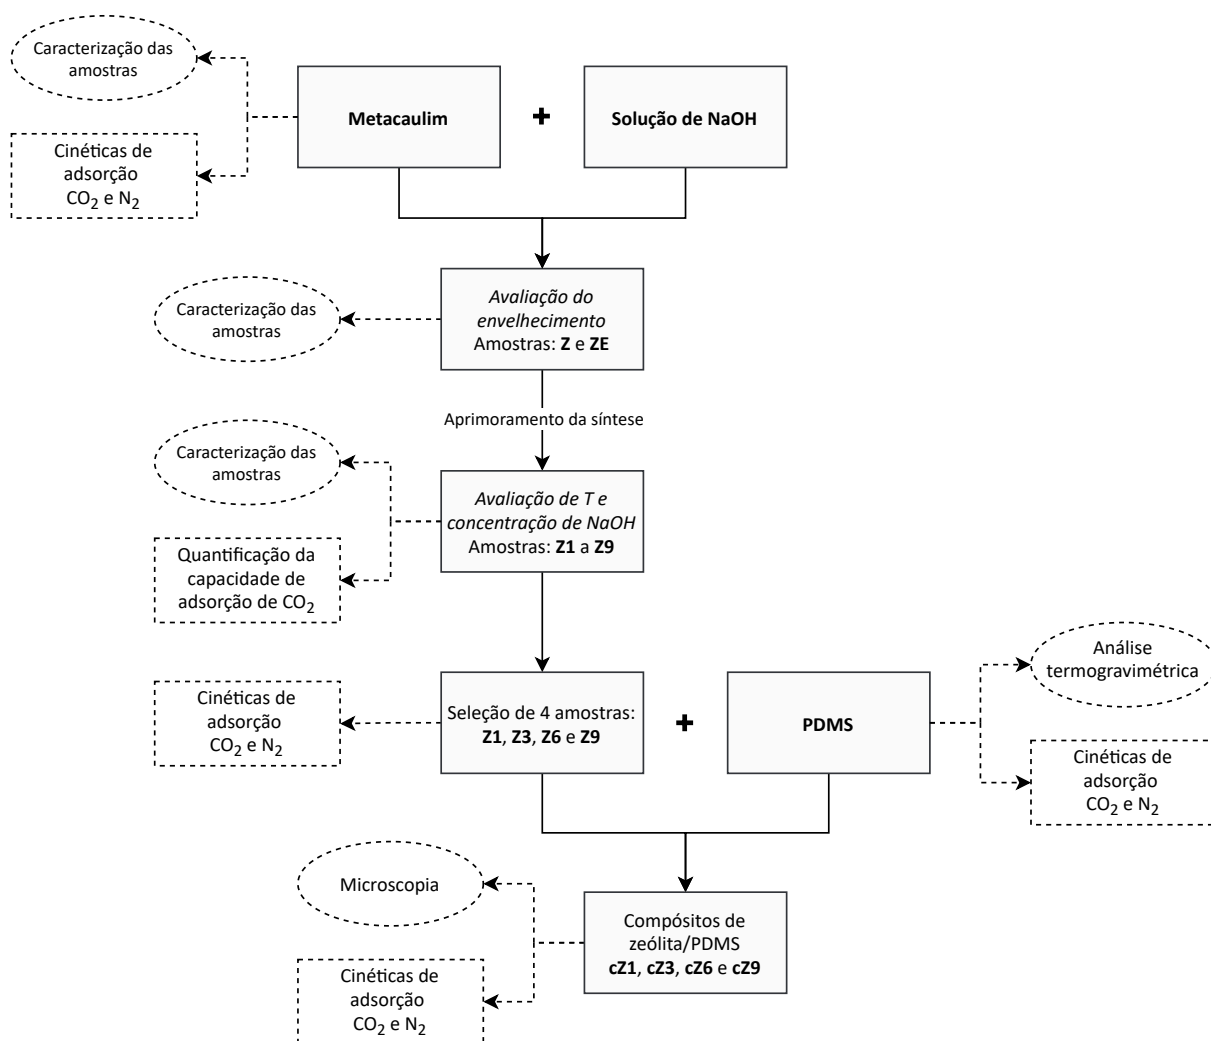 Caracterização das
amostras
Metacaulim
+
Solução de NaOH
Cinéticas de
adsorção
CO2 e N2
Avaliação do
envelhecimento
Amostras: Z e ZE
Caracterização das
amostras
Aprimoramento da síntese
Caracterização das
amostras
Avaliação de T e
concentração de NaOH
Amostras: Z1 a Z9
Quantificação da
capacidade de
adsorção de CO2
Cinéticas de
adsorção
CO2 e N2
Seleção de 4 amostras:
Z1, Z3, Z6 e Z9
+
PDMS
Análise
termogravimétrica
Cinéticas de
adsorção
CO2 e N2
Microscopia
Compósitos de
zeólita/PDMS
cZ1, cZ3, cZ6 e cZ9
Cinéticas de
adsorção
CO2 e N2